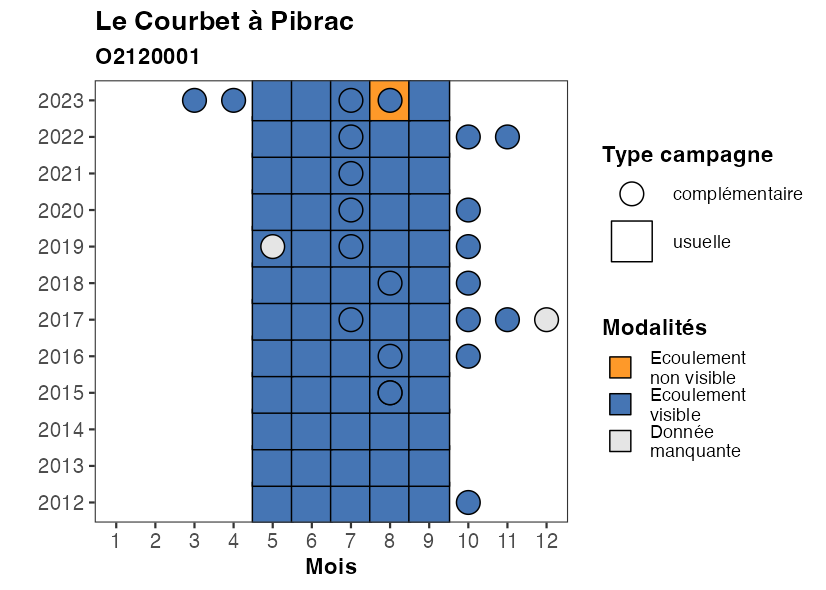 Le Courbet à Pibrac
O2120001
2023
2022
2021
2020
2019
2018
2017
2016
2015
2014
2013
2012
1 2 3 4 5 6 7 8 9 10 11 12
Mois
Type campagne
complémentaire
usuelle
Modalités
Ecoulement
non visible
Ecoulement
visible
Donnée
manquante